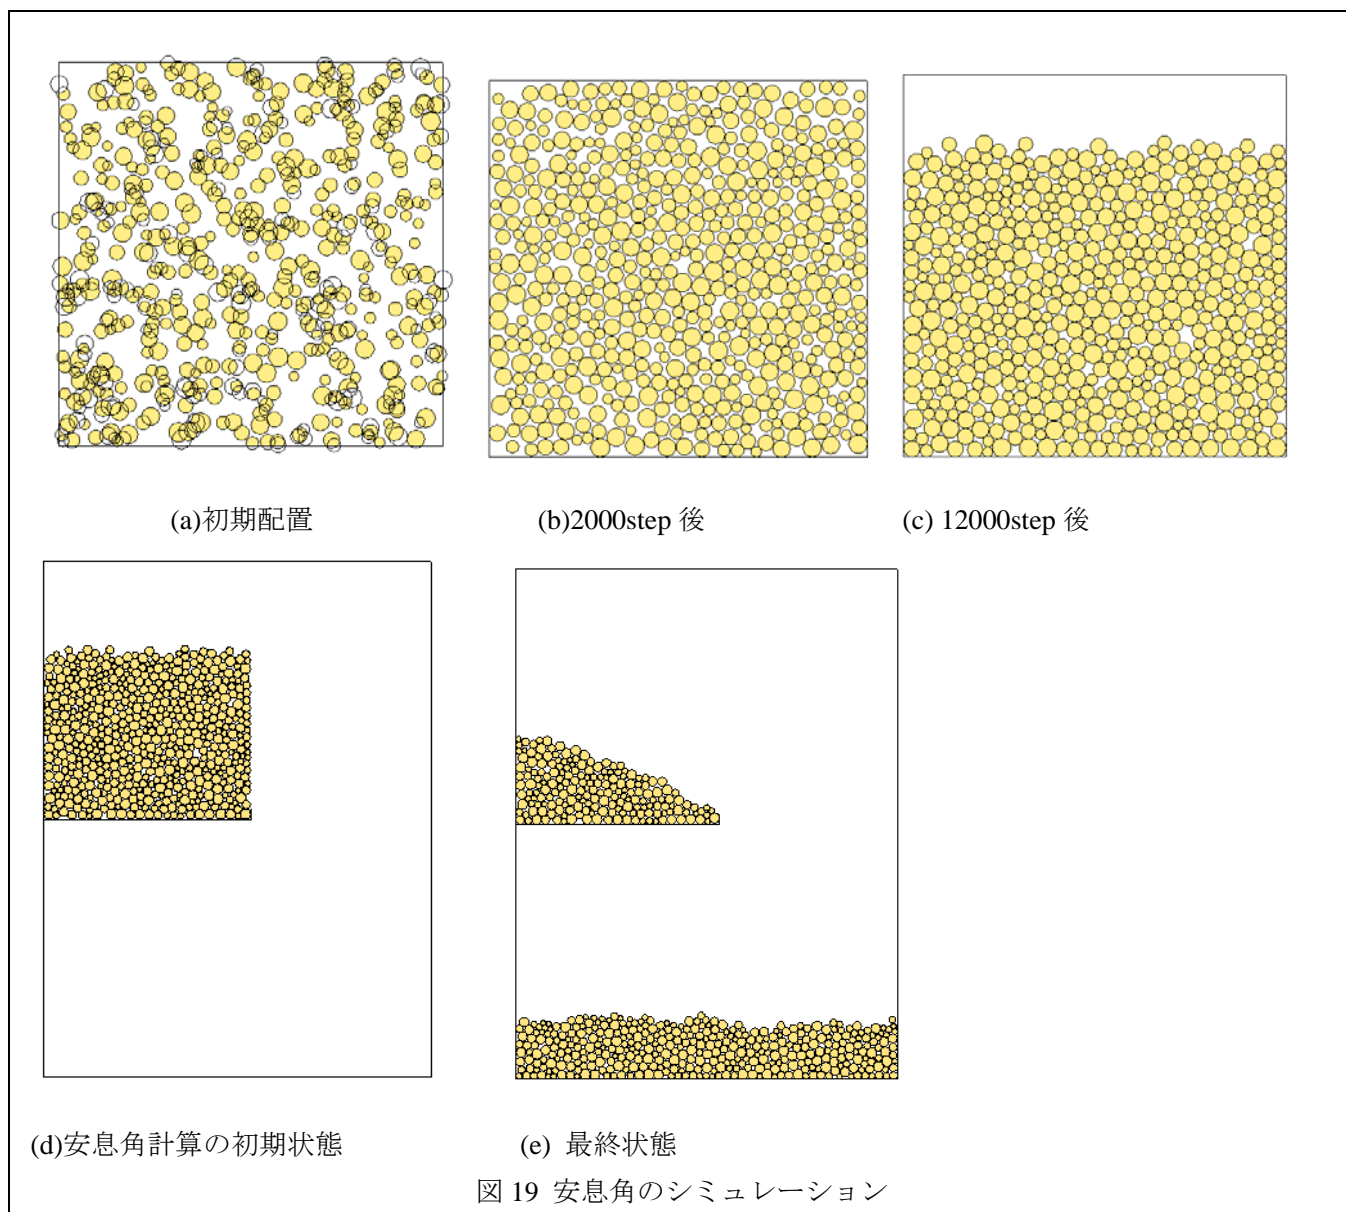 (a)初期配置
(b)2000step 後
(c) 12000step 後
(d)安息角計算の初期状態
(e) 最終状態
図 19 安息角のシミュレーション